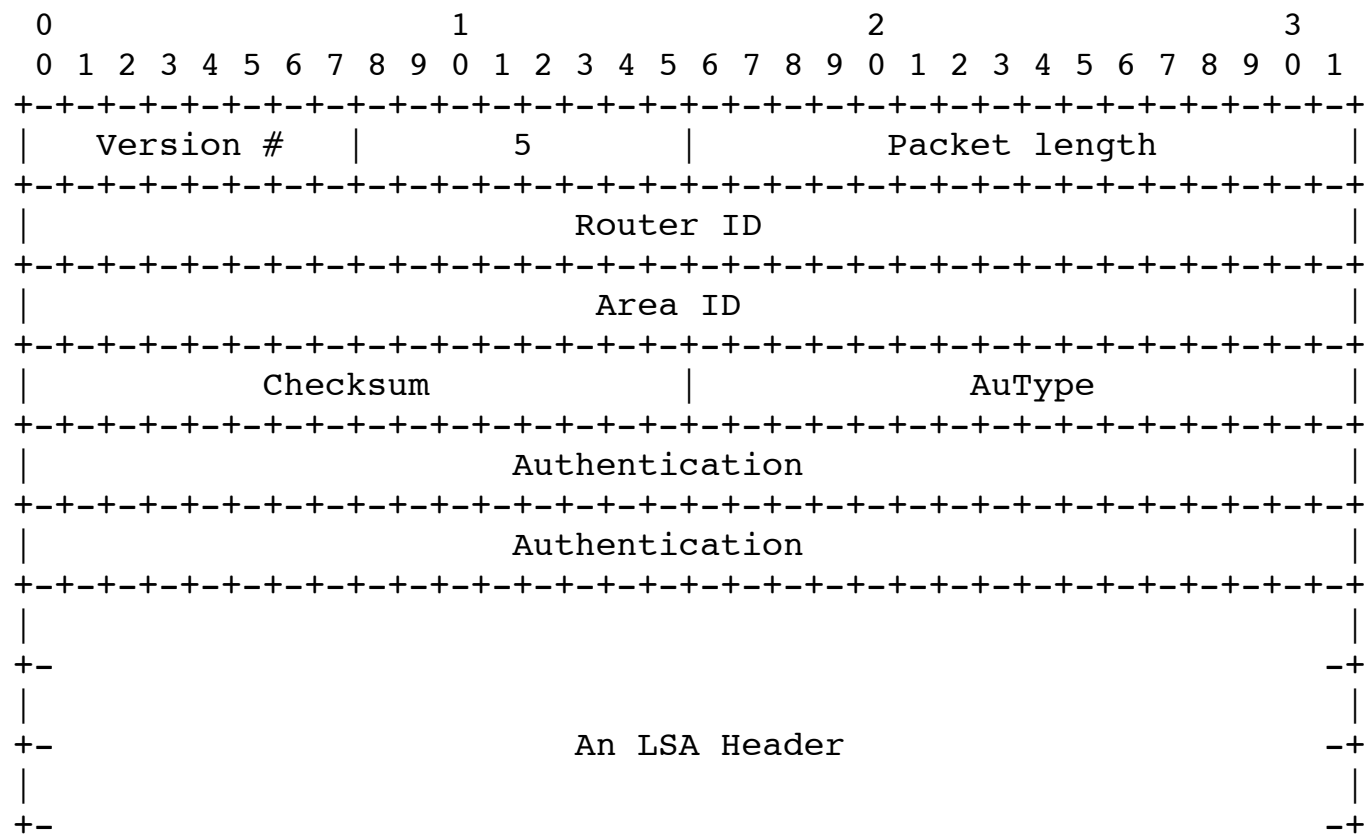 0                   1                   2                   3
 0 1 2 3 4 5 6 7 8 9 0 1 2 3 4 5 6 7 8 9 0 1 2 3 4 5 6 7 8 9 0 1
+-+-+-+-+-+-+-+-+-+-+-+-+-+-+-+-+-+-+-+-+-+-+-+-+-+-+-+-+-+-+-+-+
|   Version #   |       5       |         Packet length         |
+-+-+-+-+-+-+-+-+-+-+-+-+-+-+-+-+-+-+-+-+-+-+-+-+-+-+-+-+-+-+-+-+
|                          Router ID                            |
+-+-+-+-+-+-+-+-+-+-+-+-+-+-+-+-+-+-+-+-+-+-+-+-+-+-+-+-+-+-+-+-+
|                           Area ID                             |
+-+-+-+-+-+-+-+-+-+-+-+-+-+-+-+-+-+-+-+-+-+-+-+-+-+-+-+-+-+-+-+-+
|           Checksum            |             AuType            |
+-+-+-+-+-+-+-+-+-+-+-+-+-+-+-+-+-+-+-+-+-+-+-+-+-+-+-+-+-+-+-+-+
|                       Authentication                          |
+-+-+-+-+-+-+-+-+-+-+-+-+-+-+-+-+-+-+-+-+-+-+-+-+-+-+-+-+-+-+-+-+
|                       Authentication                          |
+-+-+-+-+-+-+-+-+-+-+-+-+-+-+-+-+-+-+-+-+-+-+-+-+-+-+-+-+-+-+-+-+
|                                                               |
+-                                                             -+
|                                                               |
+-                         An LSA Header                       -+
|                                                               |
+-                                                             -+